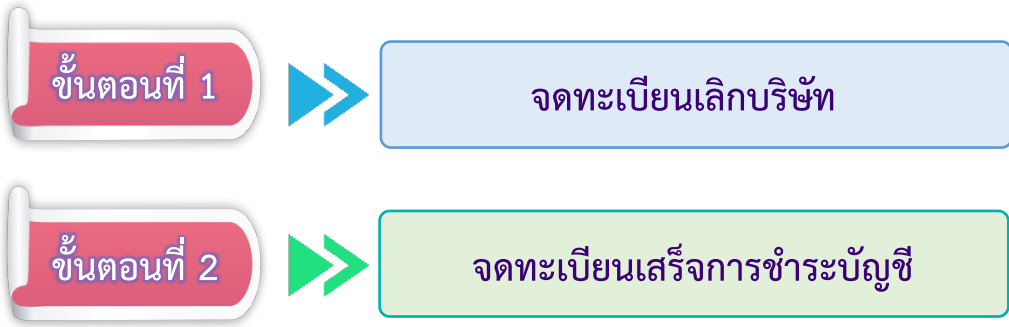 ขั้นตอนที่ 1
จดทะเบียนเลิกบริษัท
ขั้นตอนที่ 2
จดทะเบียนเสร็จการชำระบัญชี